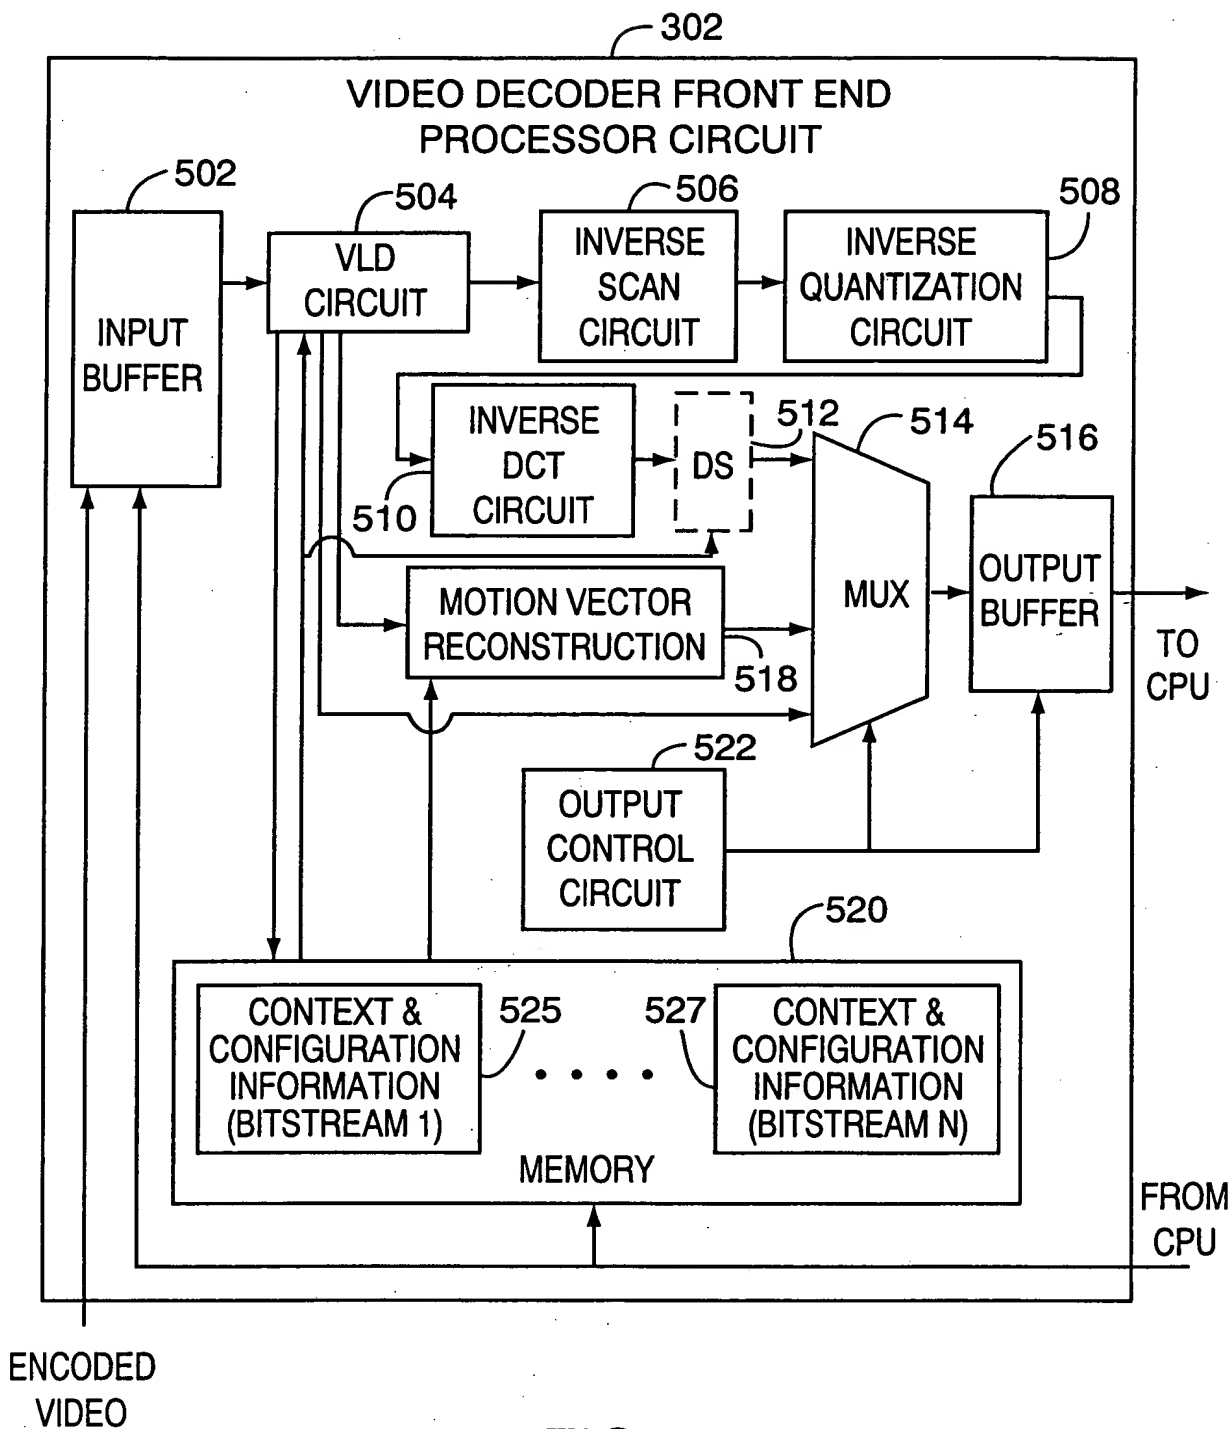 302
VIDEO DECODER FRONT END
PROCESSOR CIRCUIT
502
INPUT
BUFFER
504
VLD
CIRCUIT
506
INVERSE
SCAN
CIRCUIT
508
INVERSE
QUANTIZATION
CIRCUIT
510
INVERSE
DCT
CIRCUIT
512
DS
514
MUX
516
OUTPUT
BUFFER
TO
CPU
MOTION VECTOR
RECONSTRUCTION
518
522
OUTPUT
CONTROL
CIRCUIT
520
CONTEXT &
CONFIGURATION
INFORMATION
(BITSTREAM 1)
525
527
CONTEXT &
CONFIGURATION
INFORMATION
(BITSTREAM N)
MEMORY
FROM
CPU
ENCODED
VIDEO